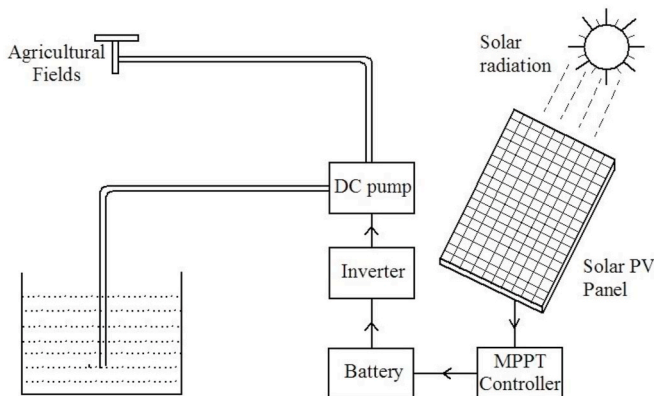 Agricultural
Fields
Solar
radiation
DC pump
Inverter
Solar PV
Panel
Battery
MPPT
Controller